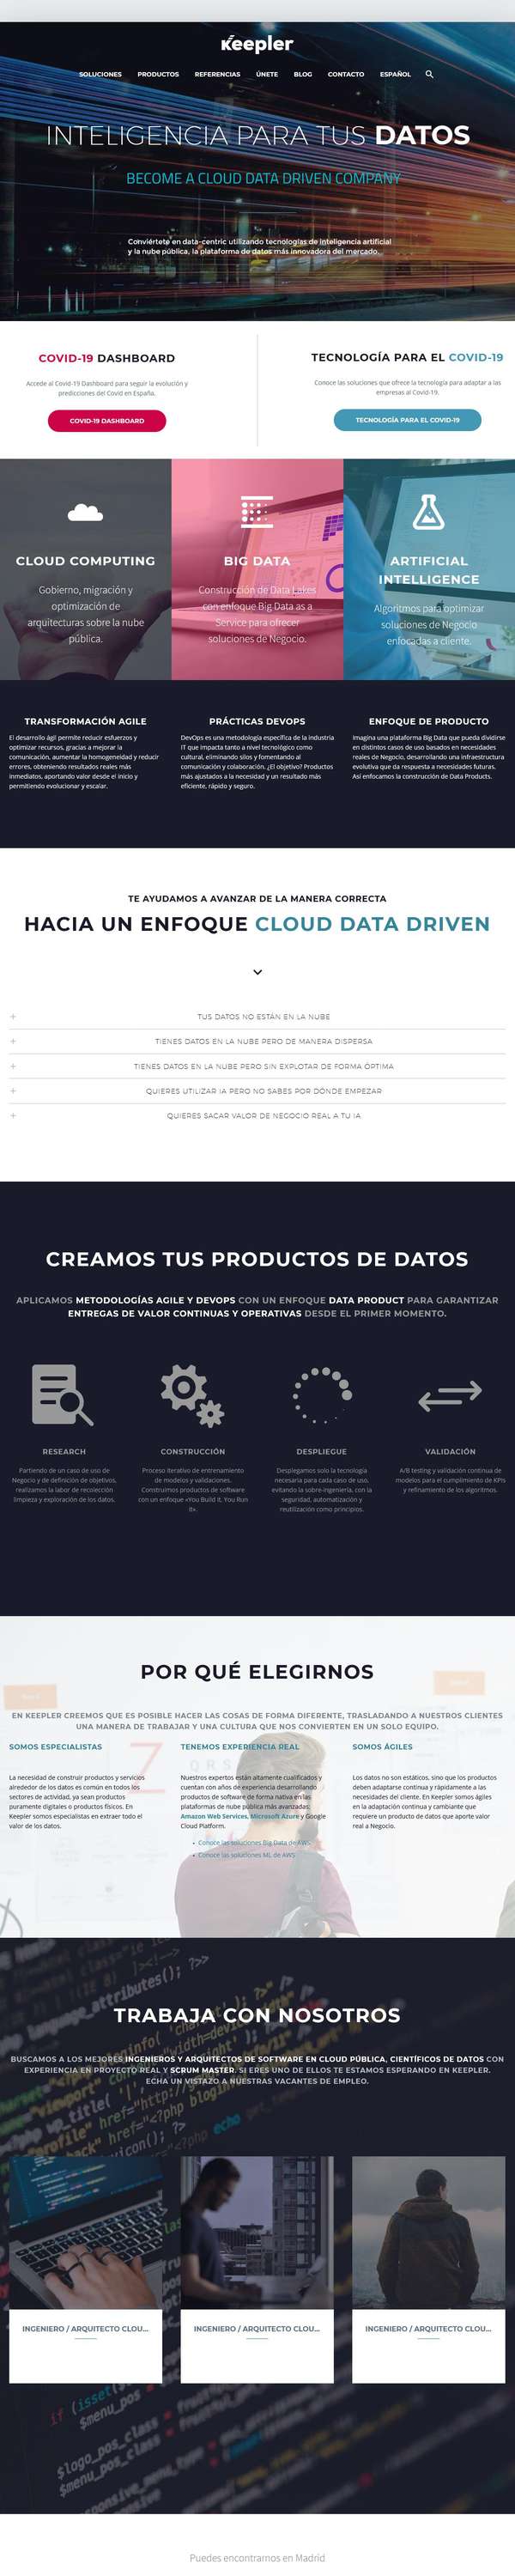 Keepler
SOLUCIONES PRODUCTOS REFERENCIAS ÚNETE BLOG CONTACTO ESPAÑOL
INTELIGENCIA PARA TUS DATOS
BECOME A CLOUD DATA DRIVEN COMPANY
Conviértete en data-centric utilizando tecnologías de Inteligencia artificial
y la nube pública, la plataforma de datos más innovadora del mercado.
COVID-19 DASHBOARD
Accede al Covid-19 Dashboard para seguir la evolución y
predicciones del Covid en España.
COVID-19 DASHBOARD
TECNOLOGÍA PARA EL COVID-19
Conoce las soluciones que ofrece la tecnología para adaptar a las
empresas al Covid-19.
TECNOLOGÍA PARA EL COVID-19
CLOUD COMPUTING
Gobierno, migración y
optimización de
arquitecturas sobre la nube
pública.
BIG DATA
Construcción de Data Lakes
con enfoque Big Data as a
Service para ofrecer
soluciones de Negocio.
ARTIFICIAL
INTELLIGENCE
Algoritmos para optimizar
soluciones de Negocio
enfocadas a cliente.
TRANSFORMACIÓN AGILE
El desarrollo ágil permite reducir esfuerzos y
optimizar recursos, gracias a mejorar la
comunicación, aumentar la homogeneidad y reducir
errores, obteniendo resultados reales más
inmediatos, aportando valor desde el inicio y
permitiendo evolucionar y escalar.
PRÁCTICAS DEVOPS
DevOps es una metodología específica de la industria
IT que impacta tanto a nivel tecnológico como
cultural, eliminando silos y fomentando al
comunicación y colaboración. ¿El objetivo? Productos
más ajustados a la necesidad y un resultado más
eficiente, rápido y seguro.
ENFOQUE DE PRODUCTO
Imagina una plataforma Big Data que pueda dividirse
en distintos casos de uso basados en necesidades
reales de Negocio, desarrollando una infraestructura
evolutiva que da respuesta a necesidades futuras.
Así enfocamos la construcción de Data Products.
TE AYUDAMOS A AVANZAR DE LA MANERA CORRECTA
HACIA UN ENFOQUE CLOUD DATA DRIVEN
+ TUS DATOS NO ESTÁN EN LA NUBE
+ TIENES DATOS EN LA NUBE PERO DE MANERA DISPERSA
+ TIENES DATOS EN LA NUBE PERO SIN EXPLOTAR DE FORMA ÓPTIMA
+ QUIERES UTILIZAR IA PERO NO SABES POR DÓNDE EMPEZAR
+ QUIERES SACAR VALOR DE NEGOCIO REAL A TU IA
CREAMOS TUS PRODUCTOS DE DATOS
APLICAMOS METODOLOGÍAS AGILE Y DEVOPS CON UN ENFOQUE DATA PRODUCT PARA GARANTIZAR
ENTREGAS DE VALOR CONTINUAS Y OPERATIVAS DESDE EL PRIMER MOMENTO.
RESEARCH
Partiendo de un caso de uso de
Negocio y de definición de objetivos,
realizamos la labor de recolección
limpieza y exploración de los datos.
CONSTRUCCIÓN
Proceso iterativo de entrenamiento
de modelos y validaciones.
Construimos productos de software
con un enfoque «You Build It, You Run
It».
DESPLIEGUE
Desplegamos solo la tecnología
necesaria para cada caso de uso,
evitando la sobre-ingeniería, con la
seguridad, automatización y
reutilización como principios.
VALIDACIÓN
A/B testing y validación continua de
modelos para el cumplimiento de KPIs
y refinamiento de los algoritmos.
POR QUÉ ELEGIRNOS
EN KEEPLER CREEMOS QUE ES POSIBLE HACER LAS COSAS DE FORMA DIFERENTE, TRASLADANDO A NUESTROS CLIENTES
UNA MANERA DE TRABAJAR Y UNA CULTURA QUE NOS CONVIERTEN EN UN SOLO EQUIPO.
SOMOS ESPECIALISTAS
La necesidad de construir productos y servicios
alrededor de los datos es común en todos los
sectores de actividad, ya sean productos
puramente digitales o productos físicos. En
Keepler somos especialistas en extraer todo el
valor de los datos.
TENEMOS EXPERIENCIA REAL
Nuestros expertos están altamente cualificados y
cuentan con años de experiencia desarrollando
productos de software de forma nativa en las
plataformas de nube pública más avanzadas:
Amazon Web Services, Microsoft Azure y Google
Cloud Platform.
• Conoce las soluciones Big Data de AWS.
• Conoce las soluciones ML de AWS
SOMOS ÁGILES
Los datos no son estáticos, sino que los productos
deben adaptarse continua y rápidamente a las
necesidades del cliente. En Keepler somos ágiles
en la adaptación continua y cambiante que
requiere un producto de datos que aporte valor
real a Negocio.
TRABAJA CON NOSOTROS
BUSCAMOS A LOS MEJORES INGENIEROS Y ARQUITECTOS DE SOFTWARE EN CLOUD PÚBLICA, CIENTÍFICOS DE DATOS CON
EXPERIENCIA EN PROYECTO REAL Y SCRUM MASTER. SI ERES UNO DE ELLOS TE ESTAMOS ESPERANDO EN KEEPLER.
ECHA UN VISTAZO A NUESTRAS VACANTES DE EMPLEO.
INGENIERO / ARQUITECTO CLOU...
INGENIERO / ARQUITECTO CLOU...
INGENIERO / ARQUITECTO CLOU...
if (isset($
$menu_pos =
$logo_pos_class =
$menu_pos_class =
Puedes encontrarnos en Madrid